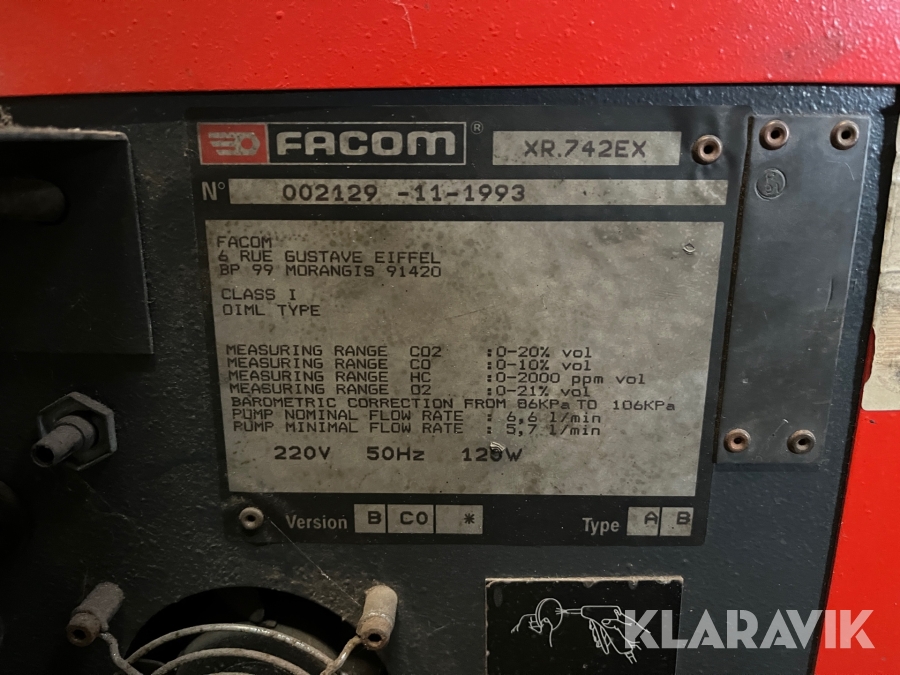 FACOM® XR.742EX
N° 002129 -11-1993
FACOM
6 RUE GUSTAVE EIFFEL
BP 99 MORANGIS 91420
CLASS I
OIML TYPE
MEASURING RANGE CO2 :0-20% vol
MEASURING RANGE CO :0-10% vol
MEASURING RANGE HC :0-2000 ppm vol
MEASURING RANGE O2 :0-21% vol
BAROMETRIC CORRECTION FROM 86KPa TO 106KPa
PUMP NOMINAL FLOW RATE : 6,6 l/min
PUMP MINIMAL FLOW RATE : 5,7 l/min
220V 50Hz 120W
Version B CO * Type A B
KLARAVIK